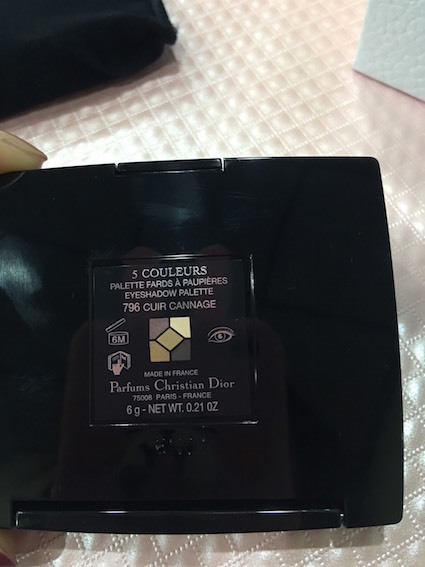 5 COULEURS
PALETTE FARDS À PAUPIÈRES
EYESHADOW PALETTE
796 CUIR CANNAGE
6M
MADE IN FRANCE
Parfums Christian Dior
75008 PARIS - FRANCE
6 g - NET WT. 0.21 OZ